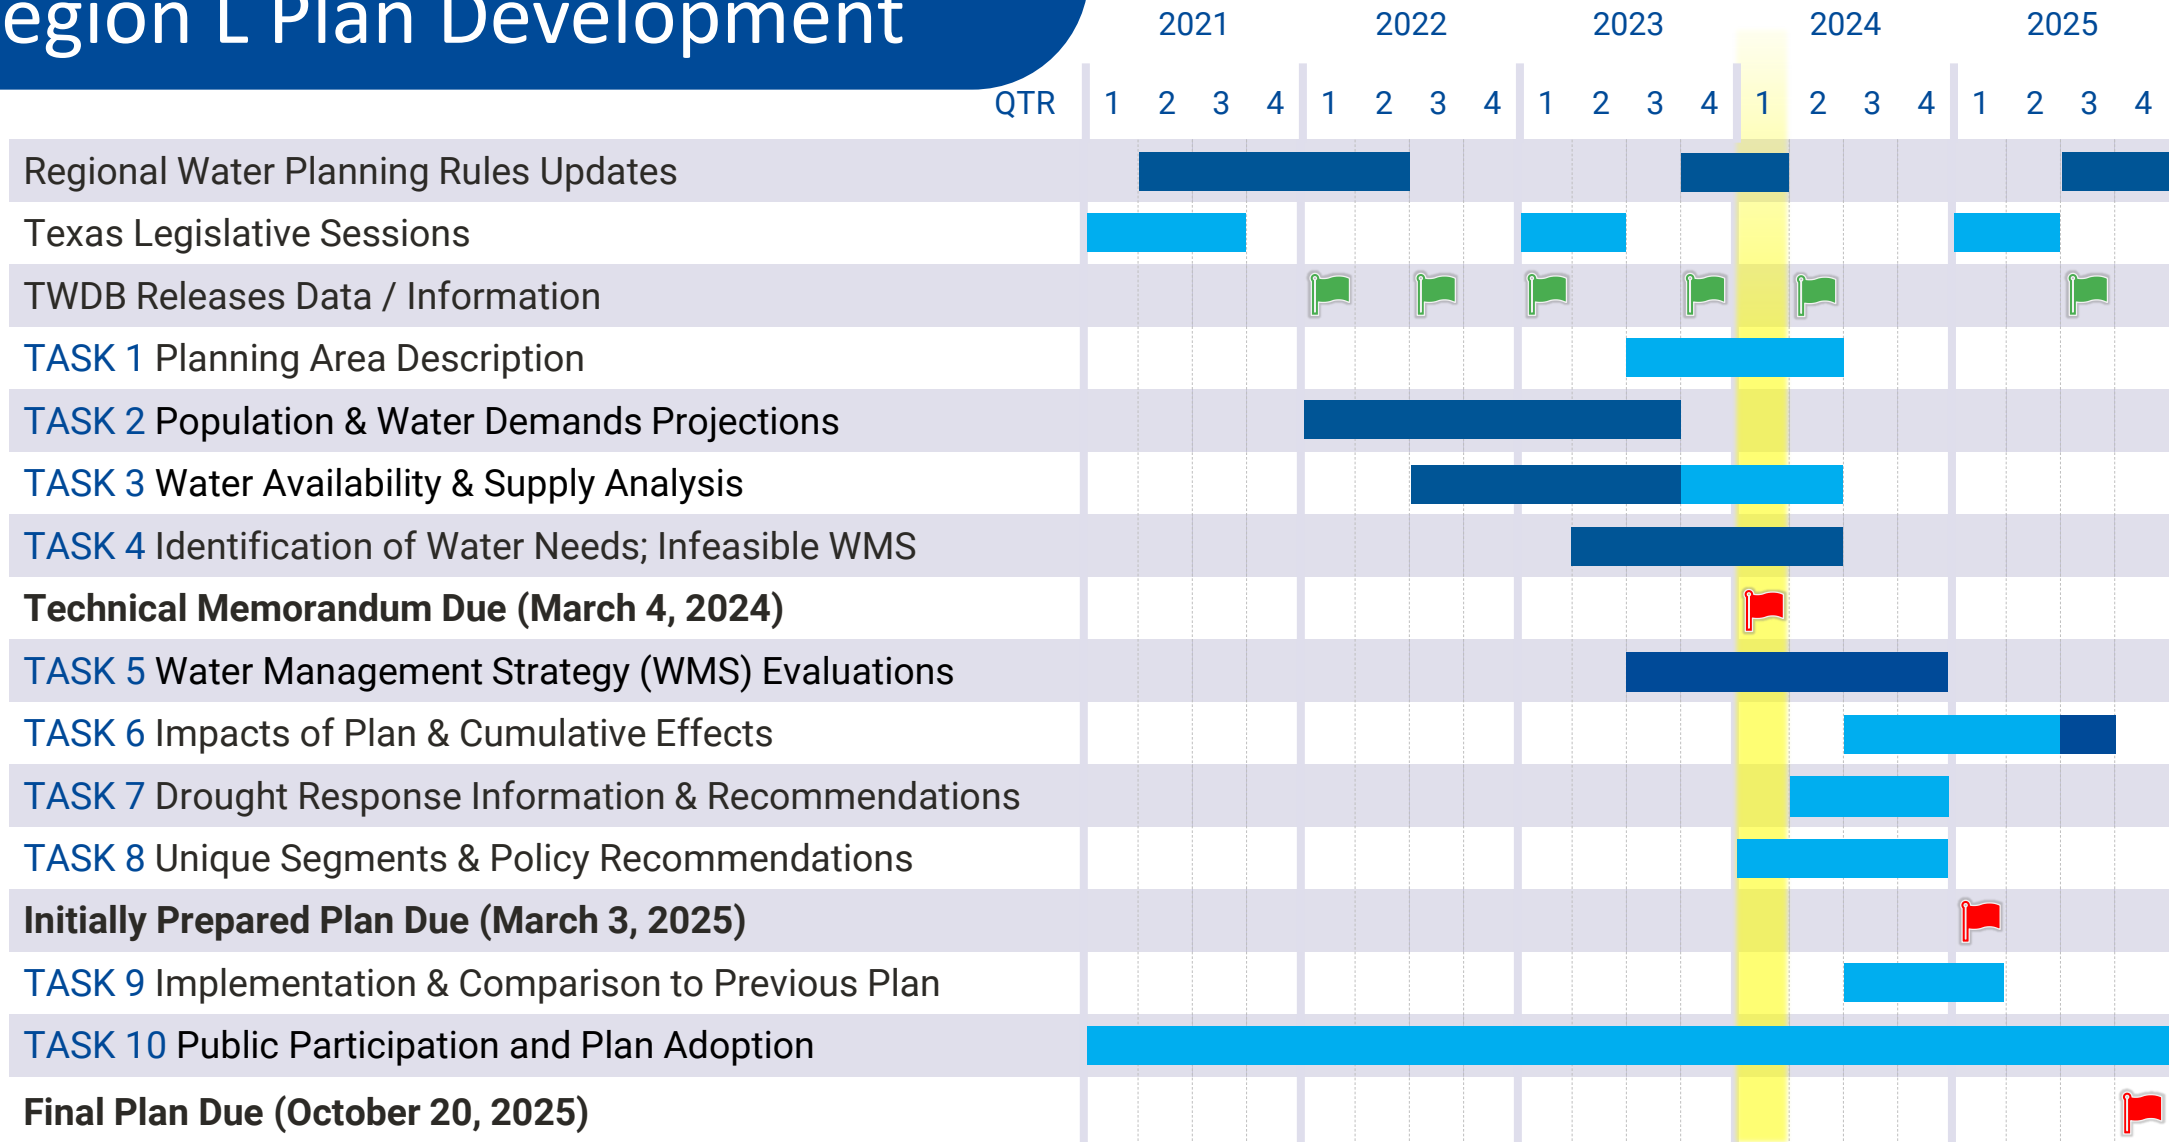 egion L Plan Development
2021 2022 2023 2024 2025
QTR 1 2 3 4 1 2 3 4 1 2 3 4 1 2 3 4 1 2 3 4
Regional Water Planning Rules Updates
Texas Legislative Sessions
TWDB Releases Data / Information
TASK 1 Planning Area Description
TASK 2 Population & Water Demands Projections
TASK 3 Water Availability & Supply Analysis
TASK 4 Identification of Water Needs; Infeasible WMS
Technical Memorandum Due (March 4, 2024)
TASK 5 Water Management Strategy (WMS) Evaluations
TASK 6 Impacts of Plan & Cumulative Effects
TASK 7 Drought Response Information & Recommendations
TASK 8 Unique Segments & Policy Recommendations
Initially Prepared Plan Due (March 3, 2025)
TASK 9 Implementation & Comparison to Previous Plan
TASK 10 Public Participation and Plan Adoption
Final Plan Due (October 20, 2025)